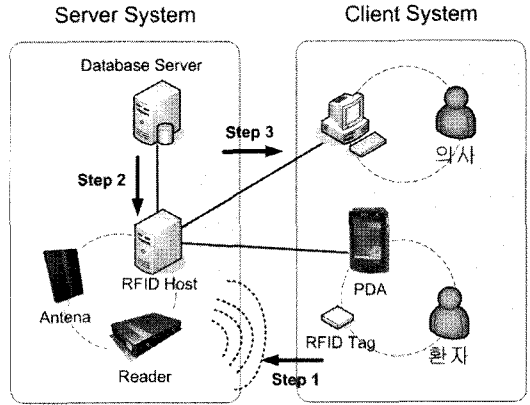 Server System
Client System
Database Server
Step 3
의사
Step 2
RFID Host
PDA
Antena
RFID Tag
환자
Reader
Step 1